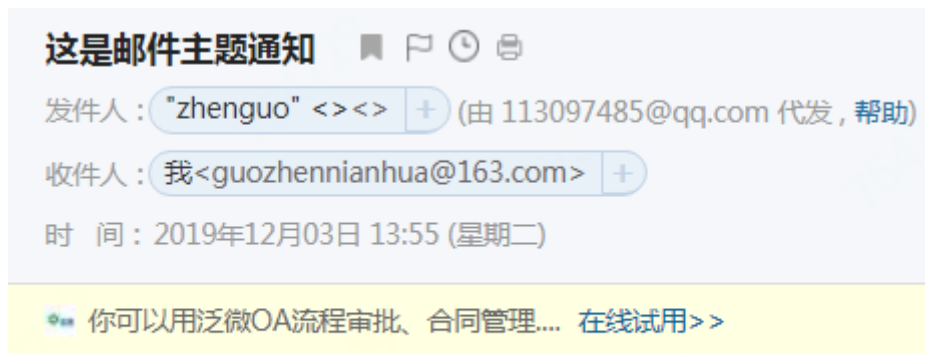 这是邮件主题通知
发件人："zhenguo" <><> + (由 113097485@qq.com 代发，帮助)
收件人：我<guozhennianhua@163.com> +
时 间：2019年12月03日 13:55 (星期二)
你可以用泛微OA流程审批、合同管理.... 在线试用>>